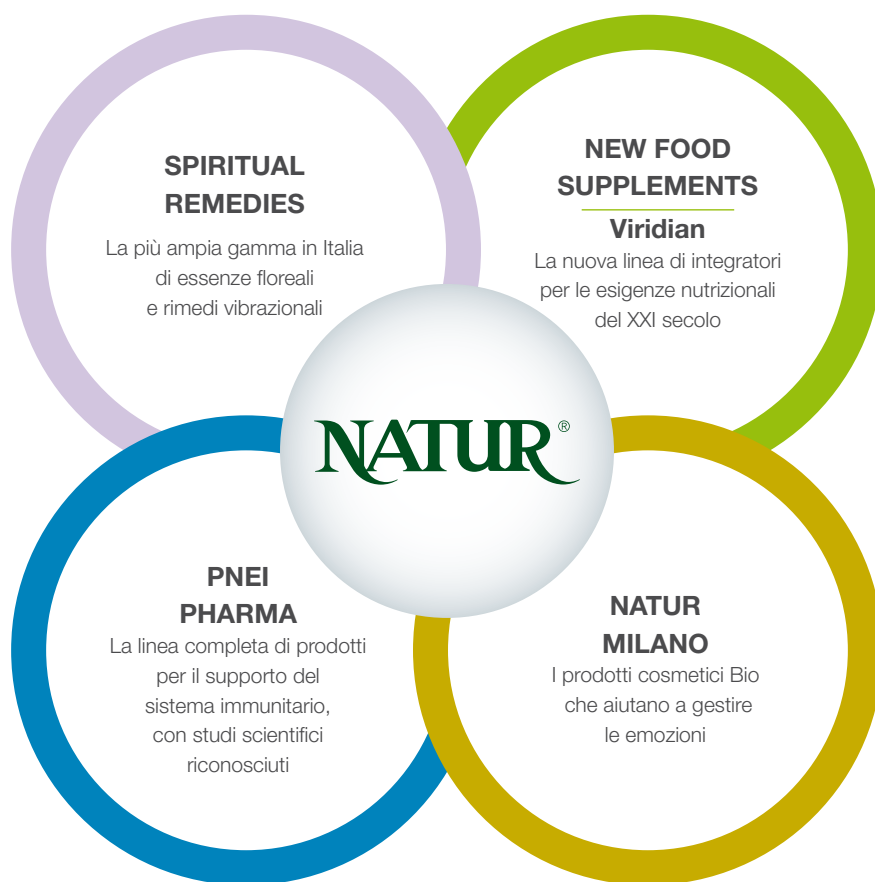 SPIRITUAL
REMEDIES
La più ampia gamma in Italia
di essenze floreali
e rimedi vibrazionali
NEW FOOD
SUPPLEMENTS
Viridian
La nuova linea di integratori
per le esigenze nutrizionali
del XXI secolo
NATUR®
PNEI
PHARMA
La linea completa di prodotti
per il supporto del
sistema immunitario,
con studi scientifici
riconosciuti
NATUR
MILANO
I prodotti cosmetici Bio
che aiutano a gestire
le emozioni